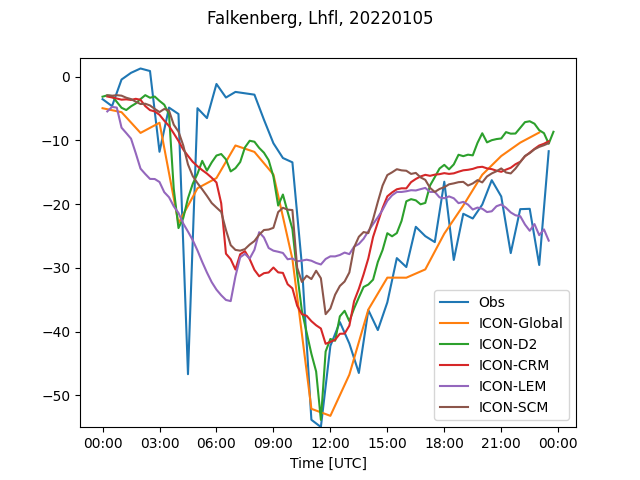 Falkenberg, Lhfl, 20220105
0
−10
−20
−30
−40
−50
Obs
ICON-Global
ICON-D2
ICON-CRM
ICON-LEM
ICON-SCM
00:00 03:00 06:00 09:00 12:00 15:00 18:00 21:00 00:00
Time [UTC]